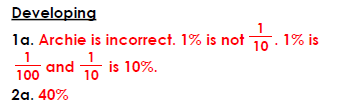 Developing
1a. Archie is incorrect. 1% is not 1/10. 1% is
1/100 and 1/10 is 10%.
2a. 40%